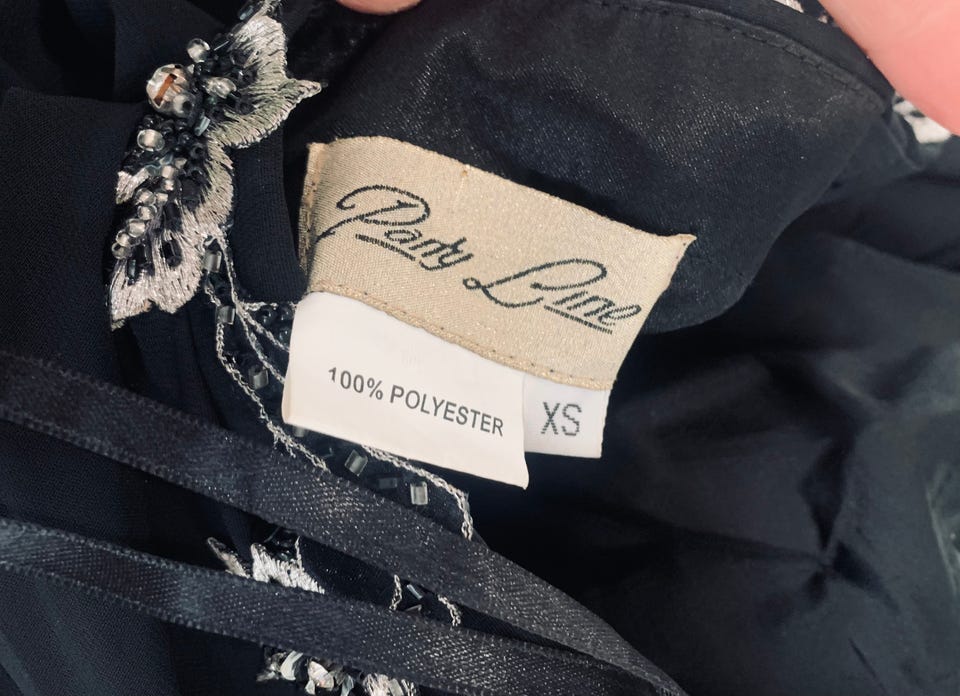 Party Line
100% POLYESTER
XS